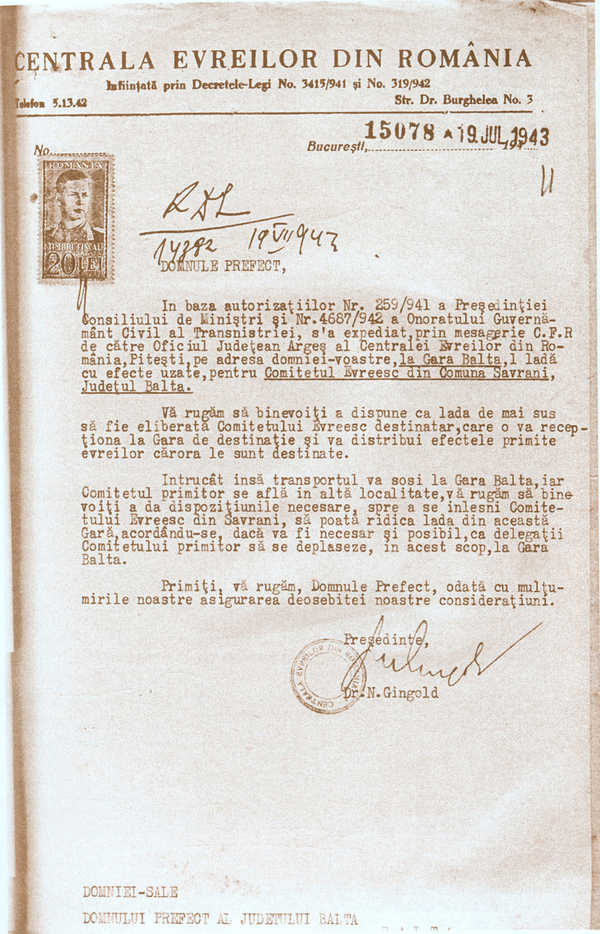 CENTRALA EVREILOR DIN ROMÂNIA
Înființată prin Decretele-Legi No. 3415/941 și No. 319/942
Telefon 5.13.42 Str. Dr. Burghelea No. 3
No.
București, 15078 19 JUL. 1943
ROMANIA
TIMBRU FISCAL
20 LEI
14382 19 VII 1943
DOMNULE PREFECT,
In baza autorizațiilor Nr. 259/941 a Președinției
Consiliului de Miniștri și Nr.4687/942 a Onoratului Guvernă-
mânt Civil al Transnistriei, s'a expediat,prin mesagerie C.F.R
de către Oficiul Județean Argeș al Centralei Evreilor din Ro-
mânia,Pitești,pe adresa domniei-voastre,la Gara Balta,1 ladă
cu efecte uzate,pentru Comitetul Evreesc din Comuna Savrani,
Județul Balta.
Vă rugăm să binevoiți a dispune ca lada de mai sus
să fie eliberată Comitetului Evreesc destinatar,care o va recep-
ționa la Gara de destinație și va distribui efectele primite
evreilor cărora le sunt destinate.
Intrucât însă transportul va sosi la Gara Balta,iar
Comitetul primitor se află în altă localitate,vă rugăm să bine
voiți a da dispozițiunile necesare, spre a se înlesni Comite-
tului Evreesc din Savrani, să poată ridica lada din această
Gară,acordându-se, dacă va fi necesar și posibil,ca delegații
Comitetului primitor să se deplaseze, în acest scop,la Gara
Balta.
Primiți, vă rugăm, Domnule Prefect, odată cu mulțu-
mirile noastre asigurarea deosebitei noastre considerațiuni.
Președinte,
CENTRALA EVREILOR DIN ROMANIA
Dr.N.Gingold
DOMNIEI-SALE
DOMNULUI PREFECT AL JUDETULUI BALTA